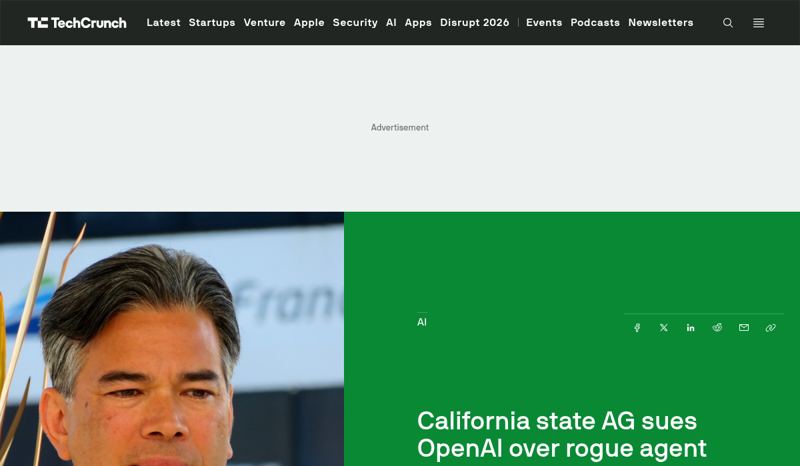 TechCrunch
Latest Startups Venture Apple Security AI Apps Disrupt 2026 | Events Podcasts Newsletters
Advertisement
Fran
AI
California state AG sues
OpenAI over rogue agent